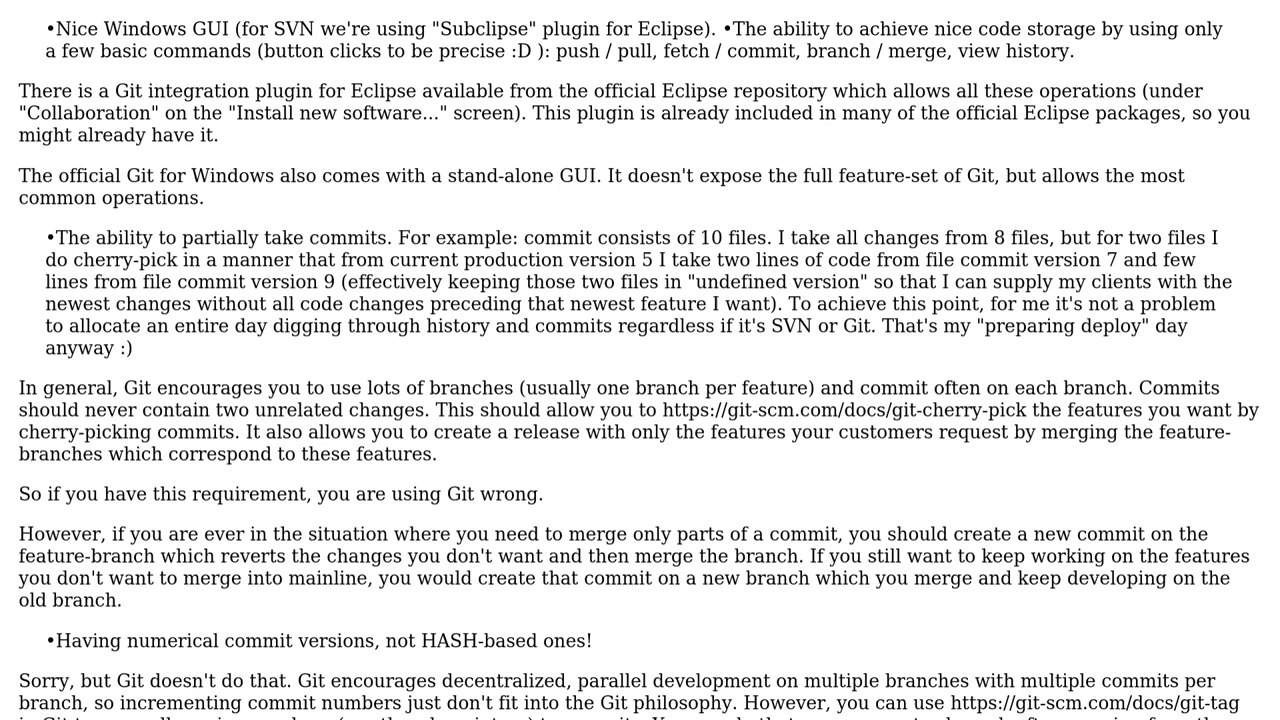 •Nice Windows GUI (for SVN we're using "Subclipse" plugin for Eclipse). •The ability to achieve nice code storage by using only
a few basic commands (button clicks to be precise :D ): push / pull, fetch / commit, branch / merge, view history.
There is a Git integration plugin for Eclipse available from the official Eclipse repository which allows all these operations (under
"Collaboration" on the "Install new software..." screen). This plugin is already included in many of the official Eclipse packages, so you
might already have it.
The official Git for Windows also comes with a stand-alone GUI. It doesn't expose the full feature-set of Git, but allows the most
common operations.
•The ability to partially take commits. For example: commit consists of 10 files. I take all changes from 8 files, but for two files I
do cherry-pick in a manner that from current production version 5 I take two lines of code from file commit version 7 and few
lines from file commit version 9 (effectively keeping those two files in "undefined version" so that I can supply my clients with the
newest changes without all code changes preceding that newest feature I want). To achieve this point, for me it's not a problem
to allocate an entire day digging through history and commits regardless if it's SVN or Git. That's my "preparing deploy" day
anyway :)
In general, Git encourages you to use lots of branches (usually one branch per feature) and commit often on each branch. Commits
should never contain two unrelated changes. This should allow you to https://git-scm.com/docs/git-cherry-pick the features you want by
cherry-picking commits. It also allows you to create a release with only the features your customers request by merging the feature-
branches which correspond to these features.
So if you have this requirement, you are using Git wrong.
However, if you are ever in the situation where you need to merge only parts of a commit, you should create a new commit on the
feature-branch which reverts the changes you don't want and then merge the branch. If you still want to keep working on the features
you don't want to merge into mainline, you would create that commit on a new branch which you merge and keep developing on the
old branch.
•Having numerical commit versions, not HASH-based ones!
Sorry, but Git doesn't do that. Git encourages decentralized, parallel development on multiple branches with multiple commits per
branch, so incrementing commit numbers just don't fit into the Git philosophy. However, you can use https://git-scm.com/docs/git-tag